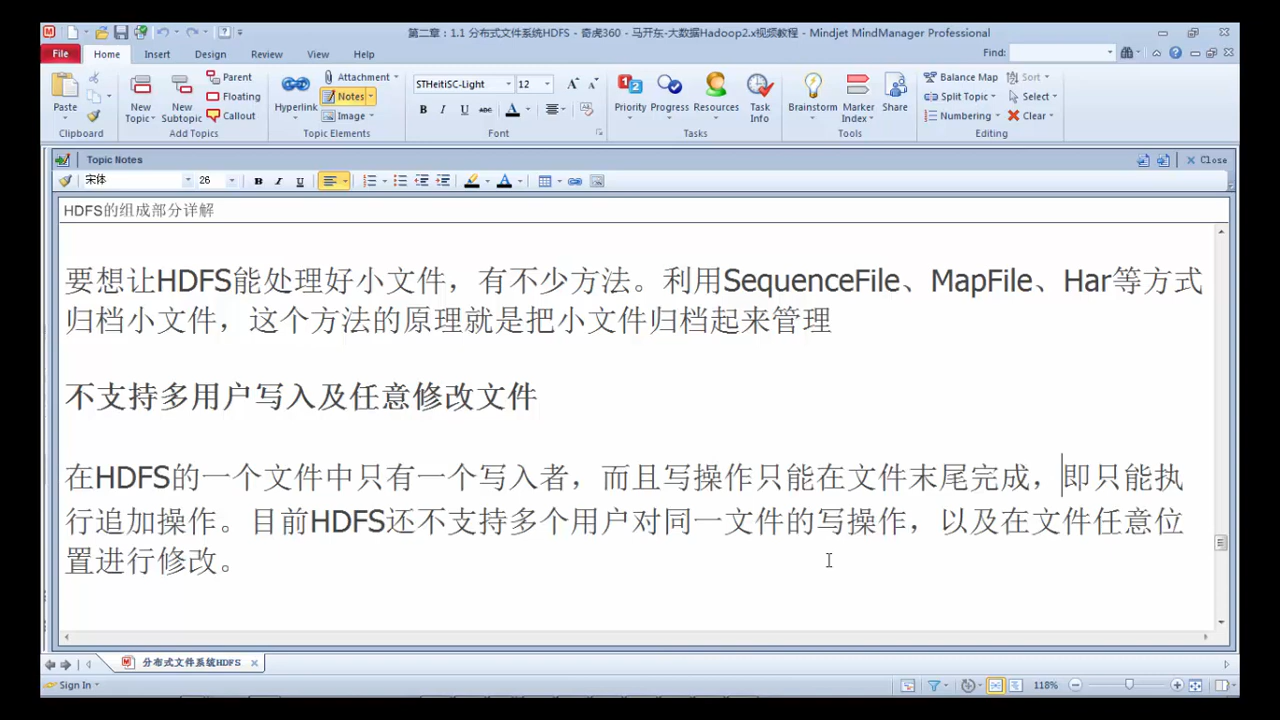 第二章：1.1 分布式文件系统HDFS - 奇虎360 - 马开东-大数据Hadoop2.x视频教程 - Mindjet MindManager Professional
File Home Insert Design Review View Help Find:
Paste New Topic New Subtopic Parent Floating Callout Hyperlink Attachment Notes Image STHeitiSC-Light 12 B I U abc A Priority Progress Resources Task Info Brainstorm Marker Index Share Balance Map Split Topic Numbering Sort Select Clear
Clipboard Add Topics Topic Elements Font Tasks Tools Editing
Topic Notes Close
宋体 26 B I U A
HDFS的组成部分详解
要想让HDFS能处理好小文件，有不少方法。利用SequenceFile、MapFile、Har等方式
归档小文件，这个方法的原理就是把小文件归档起来管理
不支持多用户写入及任意修改文件
在HDFS的一个文件中只有一个写入者，而且写操作只能在文件末尾完成，即只能执
行追加操作。目前HDFS还不支持多个用户对同一文件的写操作，以及在文件任意位
置进行修改。
分布式文件系统HDFS
Sign In 118%